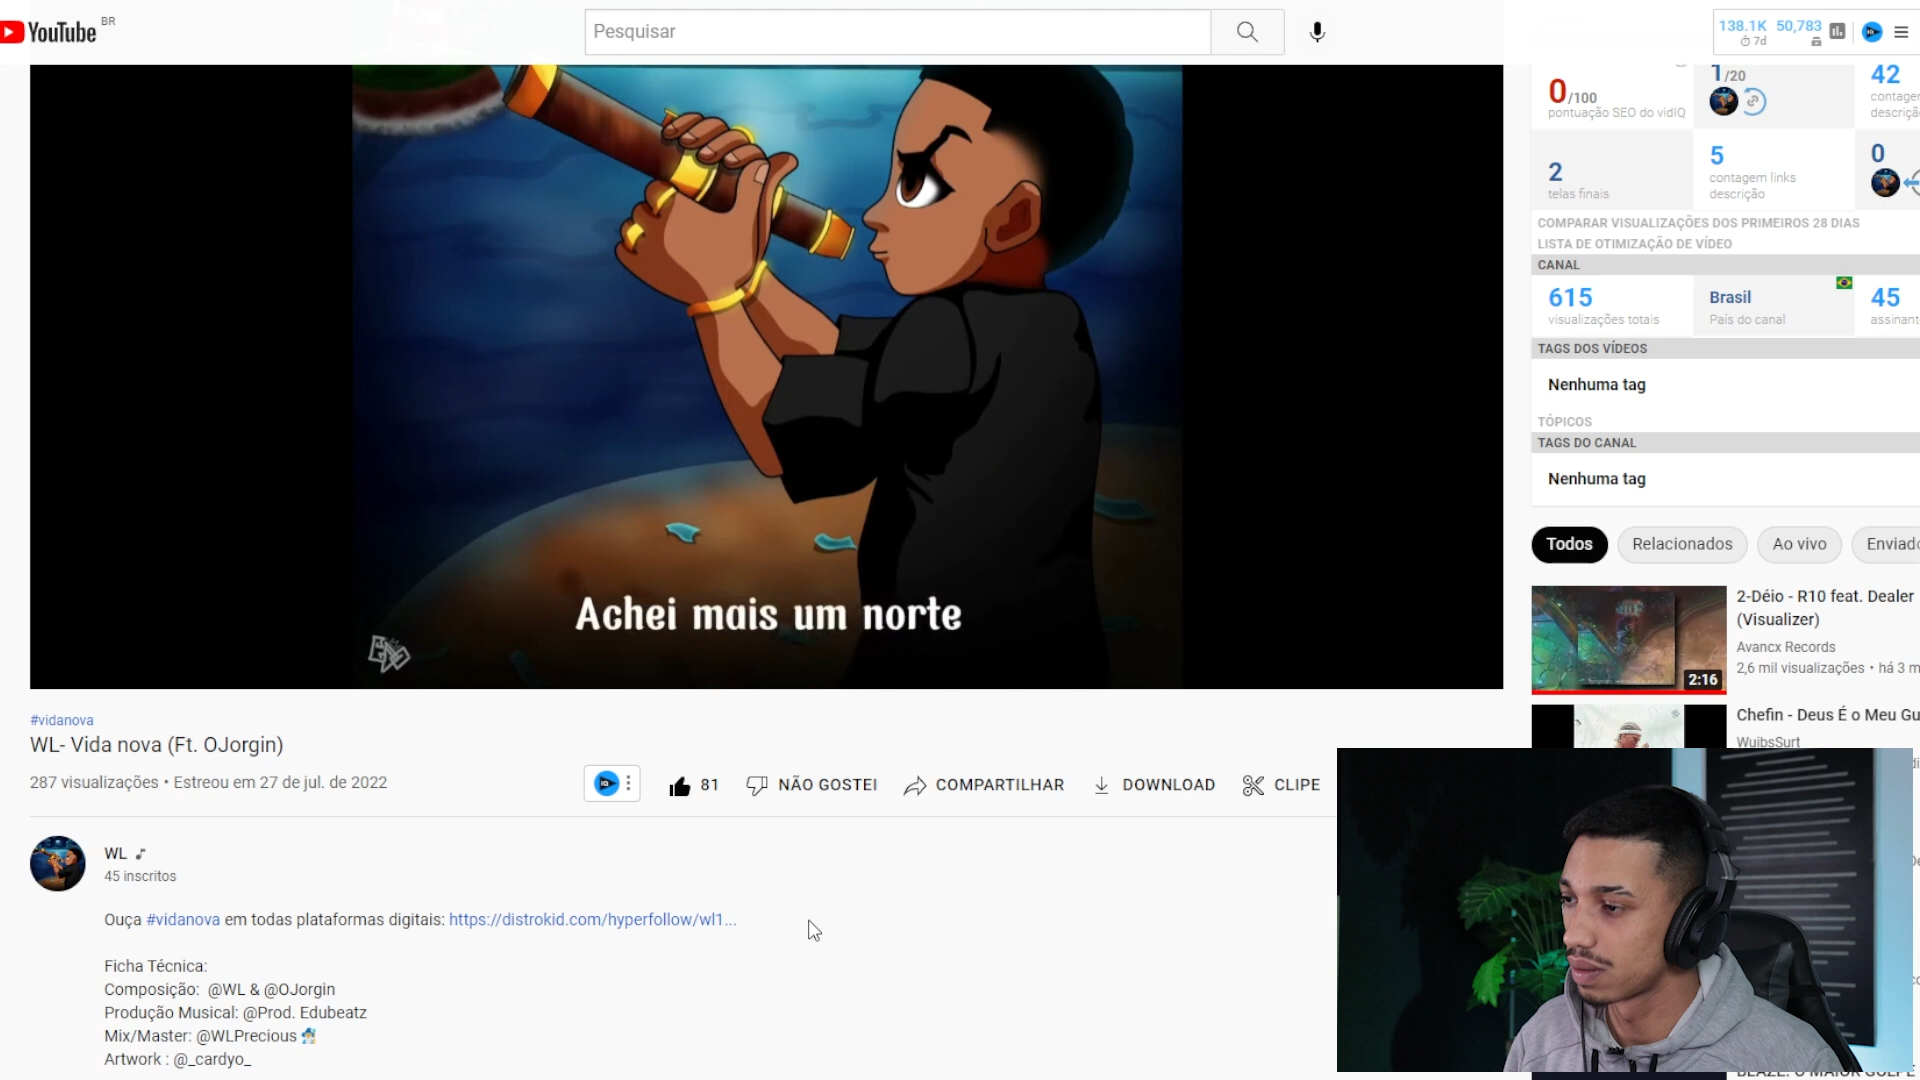 YouTube BR
Pesquisar
138.1K 50,783
7d
0/100
pontuação SEO do vidIQ
1/20
42
2
telas finais
5
contagem links
descrição
0
COMPARAR VISUALIZAÇÕES DOS PRIMEIROS 28 DIAS
LISTA DE OTIMIZAÇÃO DE VÍDEO
CANAL
615
visualizações totais
Brasil
País do canal
45
TAGS DOS VÍDEOS
Nenhuma tag
TÓPICOS
TAGS DO CANAL
Nenhuma tag
Todos
Relacionados
Ao vivo
2-Déio - R10 feat. Dealer
(Visualizer)
Avancx Records
2,6 mil visualizações • há 3 m
2:16
Chefin - Deus É o Meu Gu
WuibsSurt
Achei mais um norte
#vidanova
WL- Vida nova (Ft. OJorgin)
287 visualizações • Estreou em 27 de jul. de 2022
81
NÃO GOSTEI
COMPARTILHAR
DOWNLOAD
CLIPE
WL
45 inscritos
Ouça #vidanova em todas plataformas digitais: https://distrokid.com/hyperfollow/wl1...
Ficha Técnica:
Composição: @WL & @OJorgin
Produção Musical: @Prod. Edubeatz
Mix/Master: @WLPrecious
Artwork : @_cardyo_